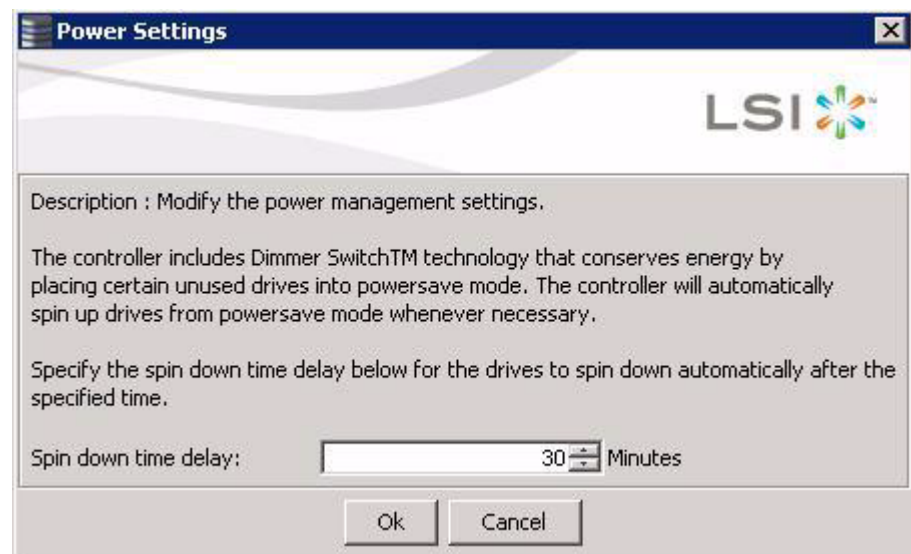 Power Settings
LSI™
Description : Modify the power management settings.
The controller includes Dimmer SwitchTM technology that conserves energy by
placing certain unused drives into powersave mode. The controller will automatically
spin up drives from powersave mode whenever necessary.
Specify the spin down time delay below for the drives to spin down automatically after the
specified time.
Spin down time delay: 30 Minutes
Ok Cancel